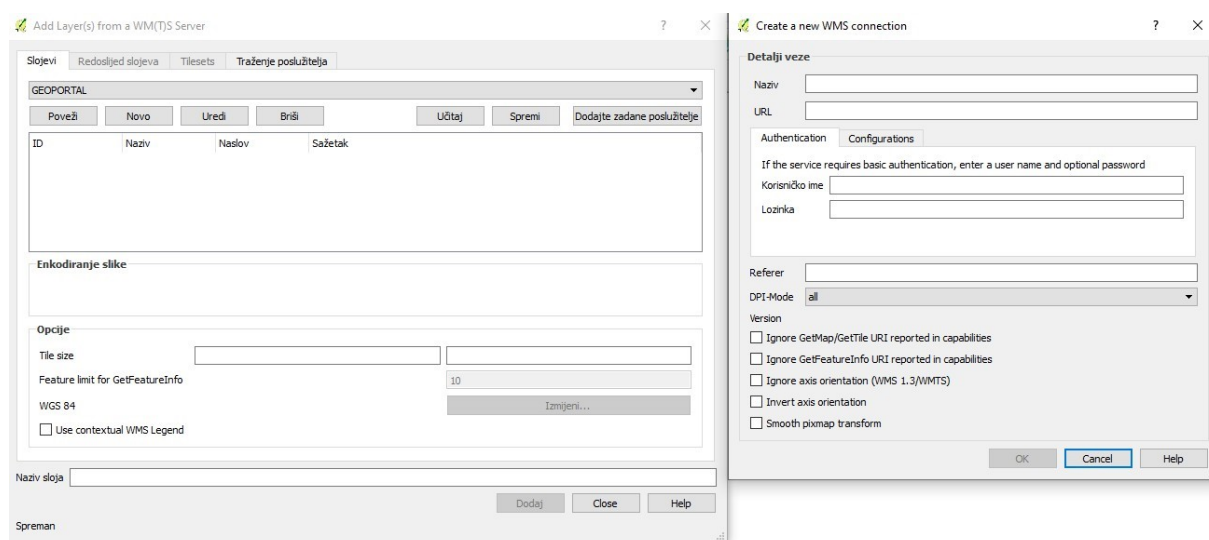 Add Layer(s) from a WM(T)S Server
?
Slojevi Redoslijed slojeva Tilesets Traženje poslužitelja
GEOPORTAL
Poveži Novo Uredi Briši Učitaj Spremi Dodajte zadane poslužitelje
ID Naziv Naslov Sažetak
Enkodiranje slike
Opcije
Tile size
Feature limit for GetFeatureInfo 10
WGS 84 Izmijeni...
Use contextual WMS Legend
Naziv sloja
Dodaj Close Help
Spreman
Create a new WMS connection
?
Detalji veze
Naziv
URL
Authentication Configurations
If the service requires basic authentication, enter a user name and optional password
Korisničko ime
Lozinka
Referer
DPI-Mode all
Version
Ignore GetMap/GetTile URI reported in capabilities
Ignore GetFeatureInfo URI reported in capabilities
Ignore axis orientation (WMS 1.3/WMTS)
Invert axis orientation
Smooth pixmap transform
OK Cancel Help